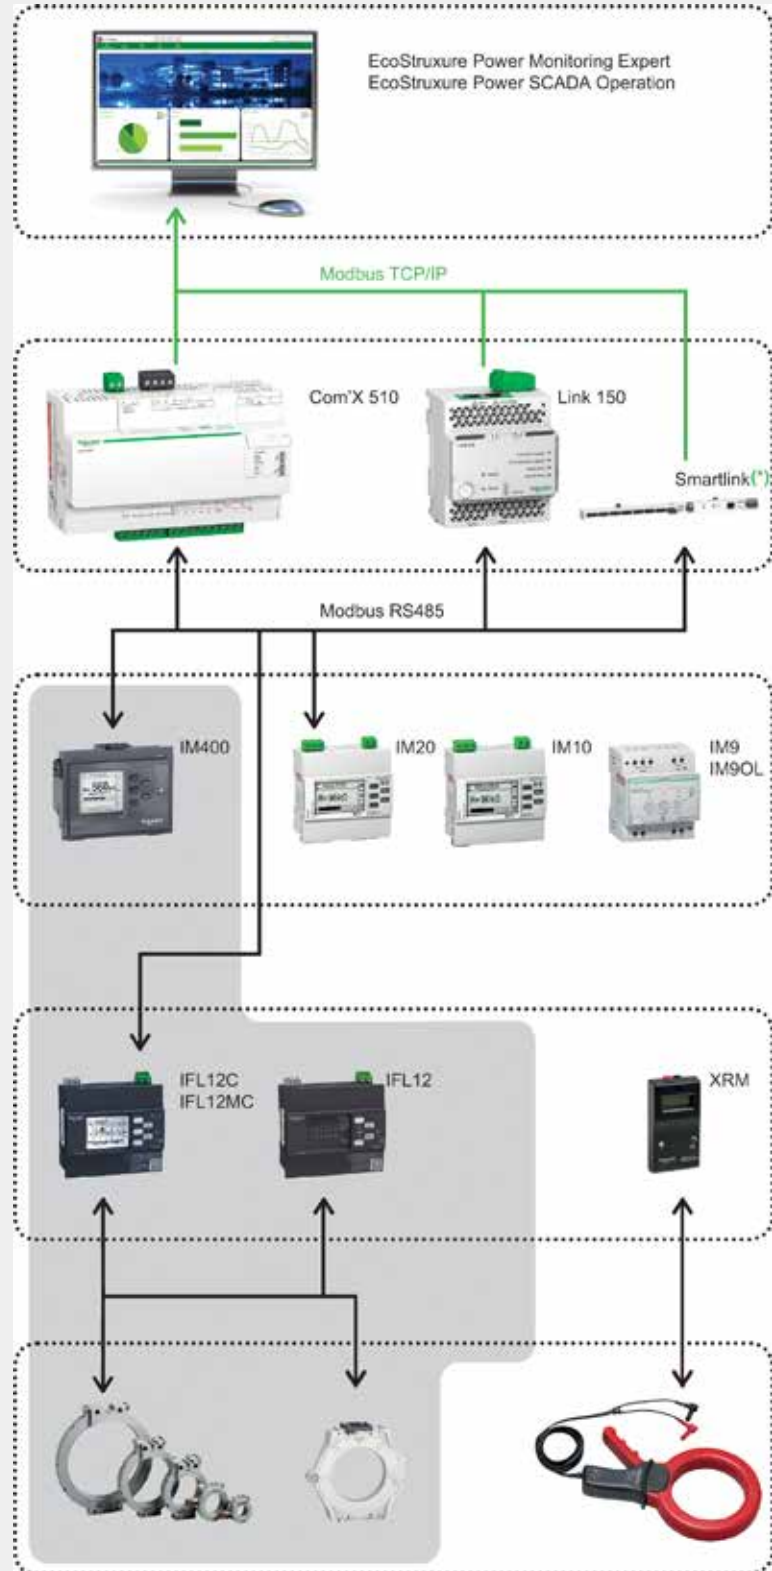 EcoStruxure Power Monitoring Expert
EcoStruxure Power SCADA Operation
Modbus TCP/IP
Com'X 510
Link 150
Smartlink(*)
Modbus RS485
IM400
IM20
IM10
IM9
IM9OL
IFL12C
IFL12MC
IFL12
XRM